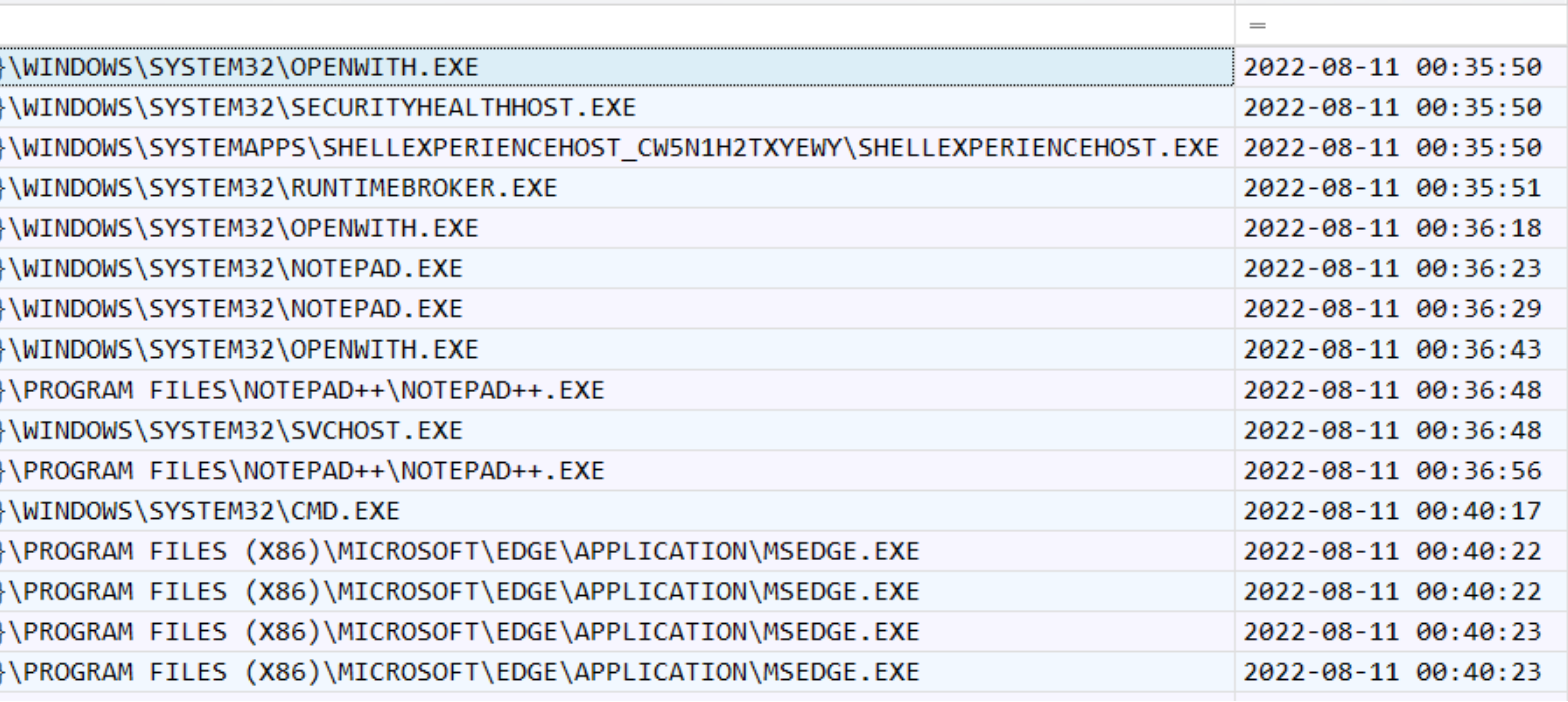 =
}\WINDOWS\SYSTEM32\OPENWITH.EXE 2022-08-11 00:35:50
}\WINDOWS\SYSTEM32\SECURITYHEALTHHOST.EXE 2022-08-11 00:35:50
}\WINDOWS\SYSTEMAPPS\SHELLEXPERIENCEHOST_CW5N1H2TXYEWY\SHELLEXPERIENCEHOST.EXE 2022-08-11 00:35:50
}\WINDOWS\SYSTEM32\RUNTIMEBROKER.EXE 2022-08-11 00:35:51
}\WINDOWS\SYSTEM32\OPENWITH.EXE 2022-08-11 00:36:18
}\WINDOWS\SYSTEM32\NOTEPAD.EXE 2022-08-11 00:36:23
}\WINDOWS\SYSTEM32\NOTEPAD.EXE 2022-08-11 00:36:29
}\WINDOWS\SYSTEM32\OPENWITH.EXE 2022-08-11 00:36:43
}\PROGRAM FILES\NOTEPAD++\NOTEPAD++.EXE 2022-08-11 00:36:48
}\WINDOWS\SYSTEM32\SVCHOST.EXE 2022-08-11 00:36:48
}\PROGRAM FILES\NOTEPAD++\NOTEPAD++.EXE 2022-08-11 00:36:56
}\WINDOWS\SYSTEM32\CMD.EXE 2022-08-11 00:40:17
}\PROGRAM FILES (X86)\MICROSOFT\EDGE\APPLICATION\MSEDGE.EXE 2022-08-11 00:40:22
}\PROGRAM FILES (X86)\MICROSOFT\EDGE\APPLICATION\MSEDGE.EXE 2022-08-11 00:40:22
}\PROGRAM FILES (X86)\MICROSOFT\EDGE\APPLICATION\MSEDGE.EXE 2022-08-11 00:40:23
}\PROGRAM FILES (X86)\MICROSOFT\EDGE\APPLICATION\MSEDGE.EXE 2022-08-11 00:40:23